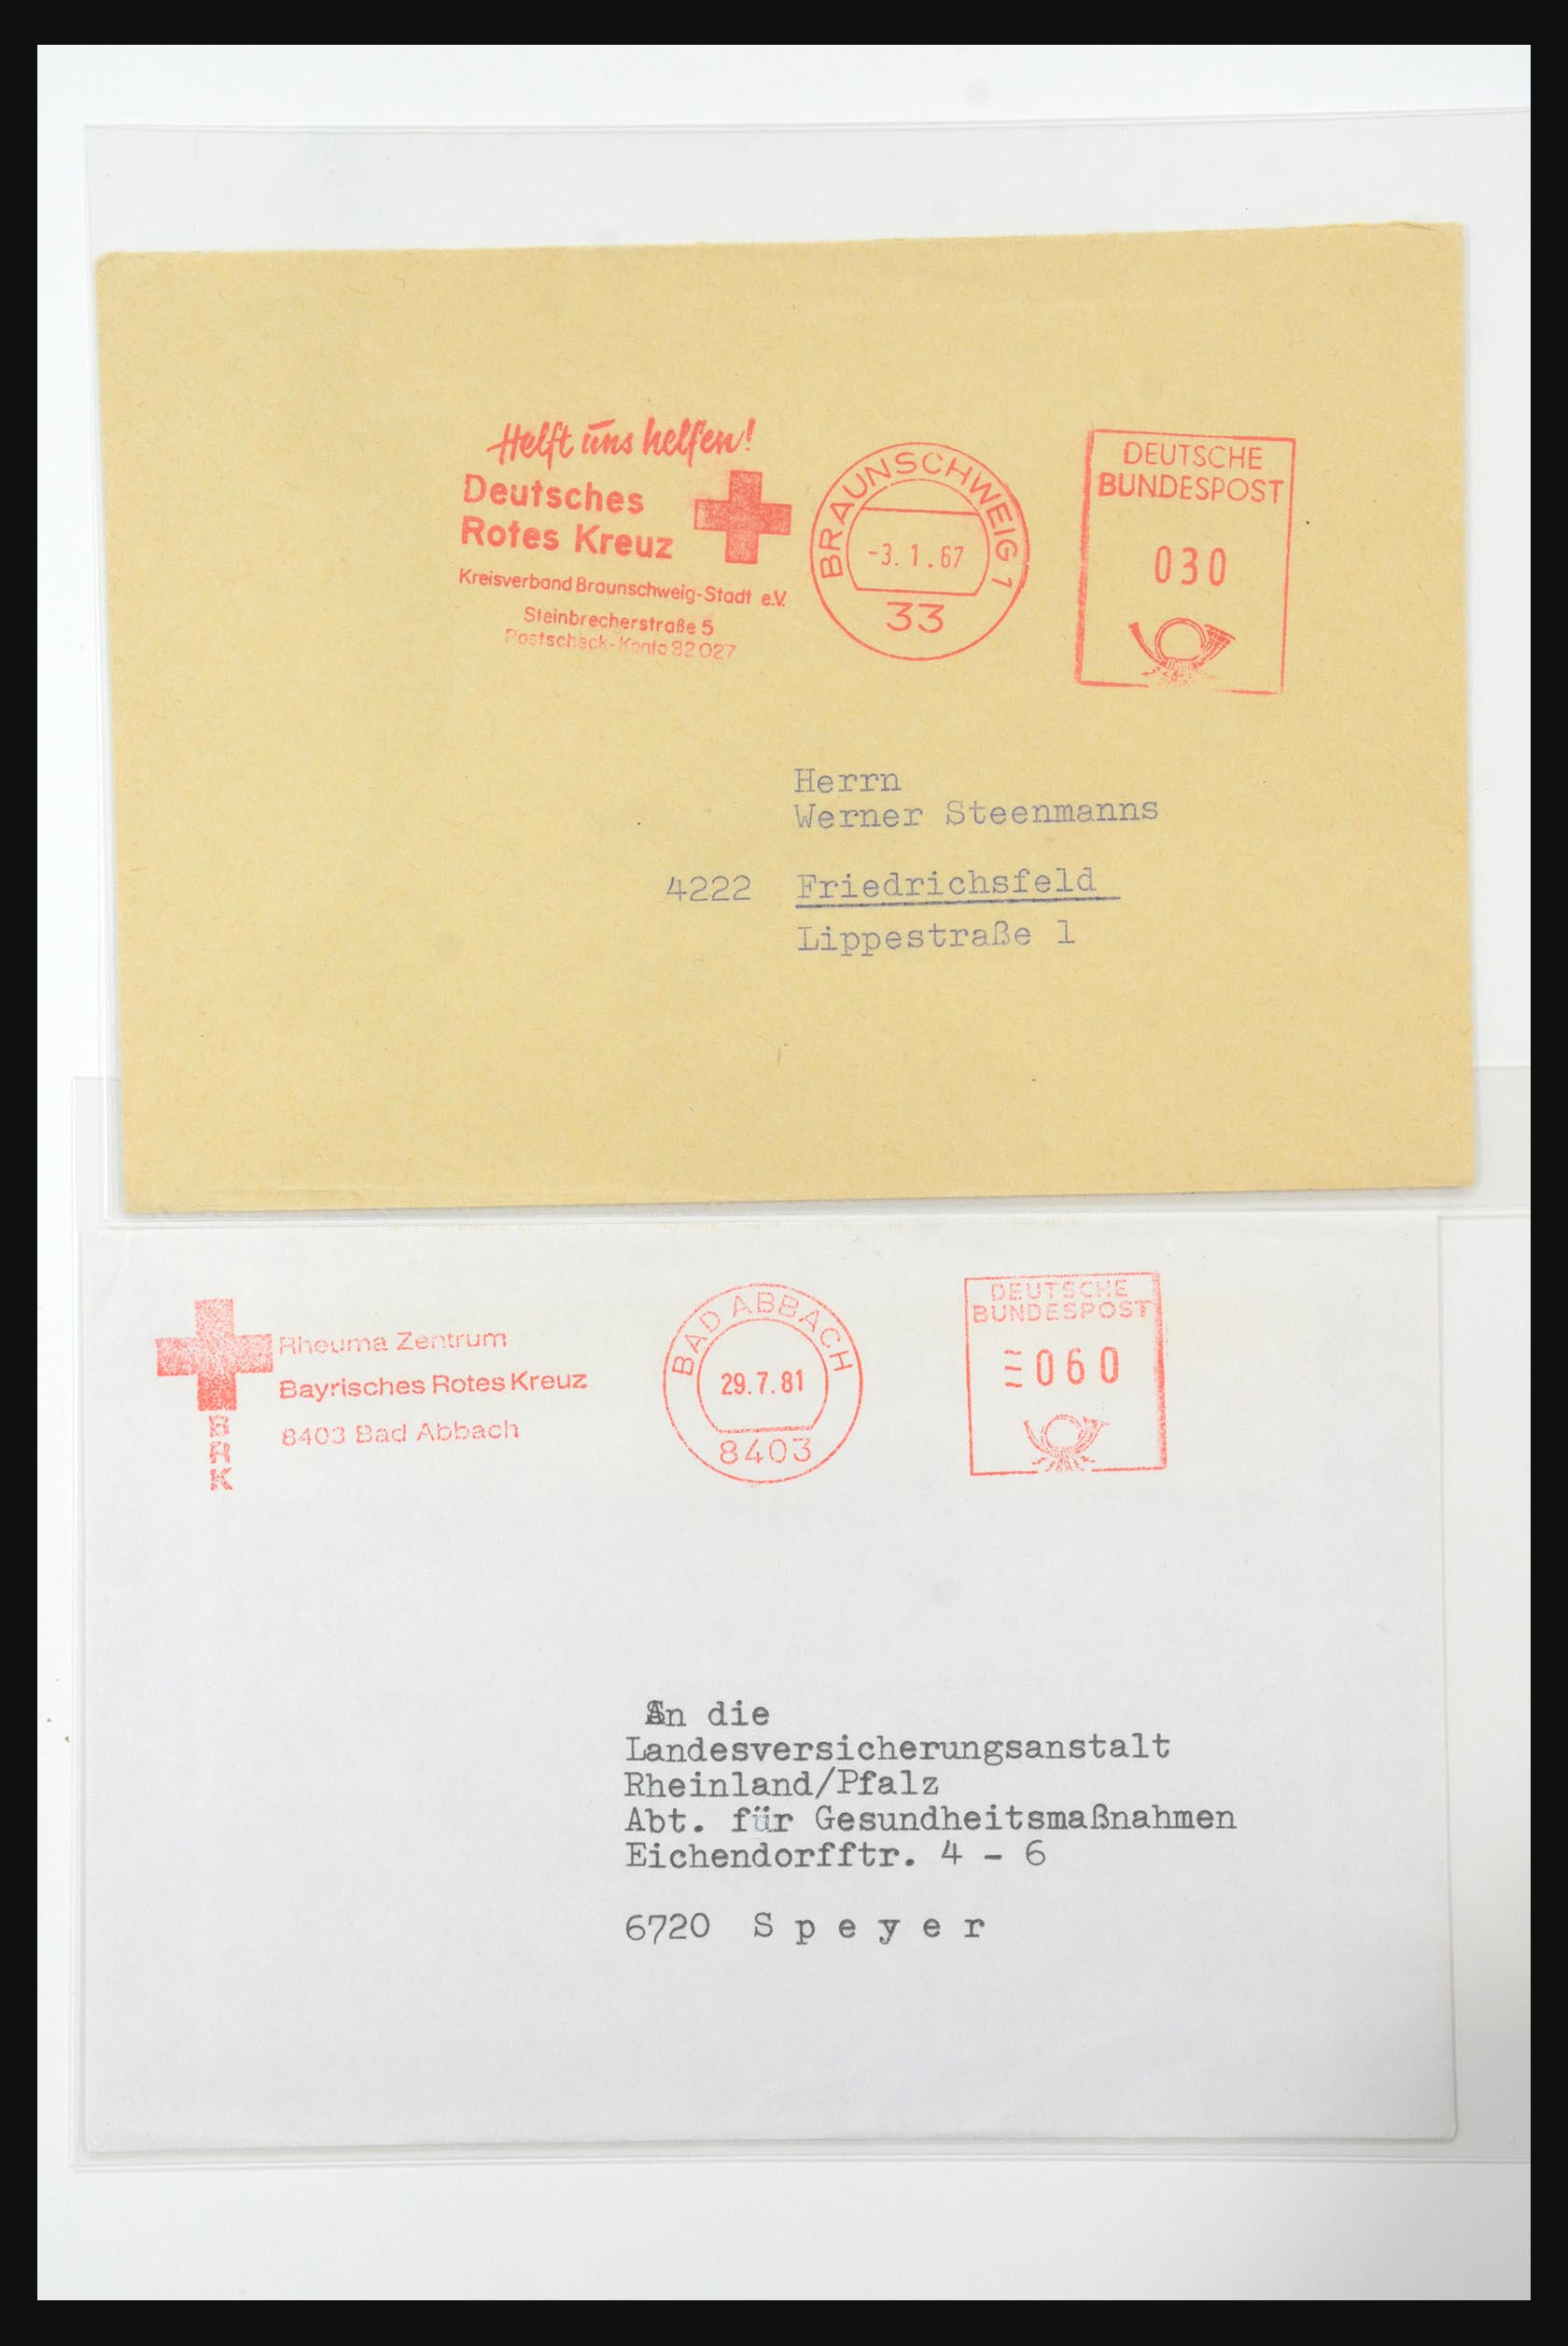 Helft uns helfen!
Deutsches
Rotes Kreuz
Kreisverband Braunschweig-Stadt e.V.
Steinbrecherstraße 5
Postscheck-Konto 82 027
BRAUNSCHWEIG 1
-3. 1. 67
33
DEUTSCHE
BUNDESPOST
030
Herrn
Werner Steenmanns
4222 Friedrichsfeld
Lippestraße 1
Rheuma Zentrum
Bayrisches Rotes Kreuz
8403 Bad Abbach
BRK
BAD ABBACH
29.7.81
8403
DEUTSCHE
BUNDESPOST
060
An die
Landesversicherungsanstalt
Rheinland/Pfalz
Abt. für Gesundheitsmaßnahmen
Eichendorfftr. 4 - 6
6720 S p e y e r